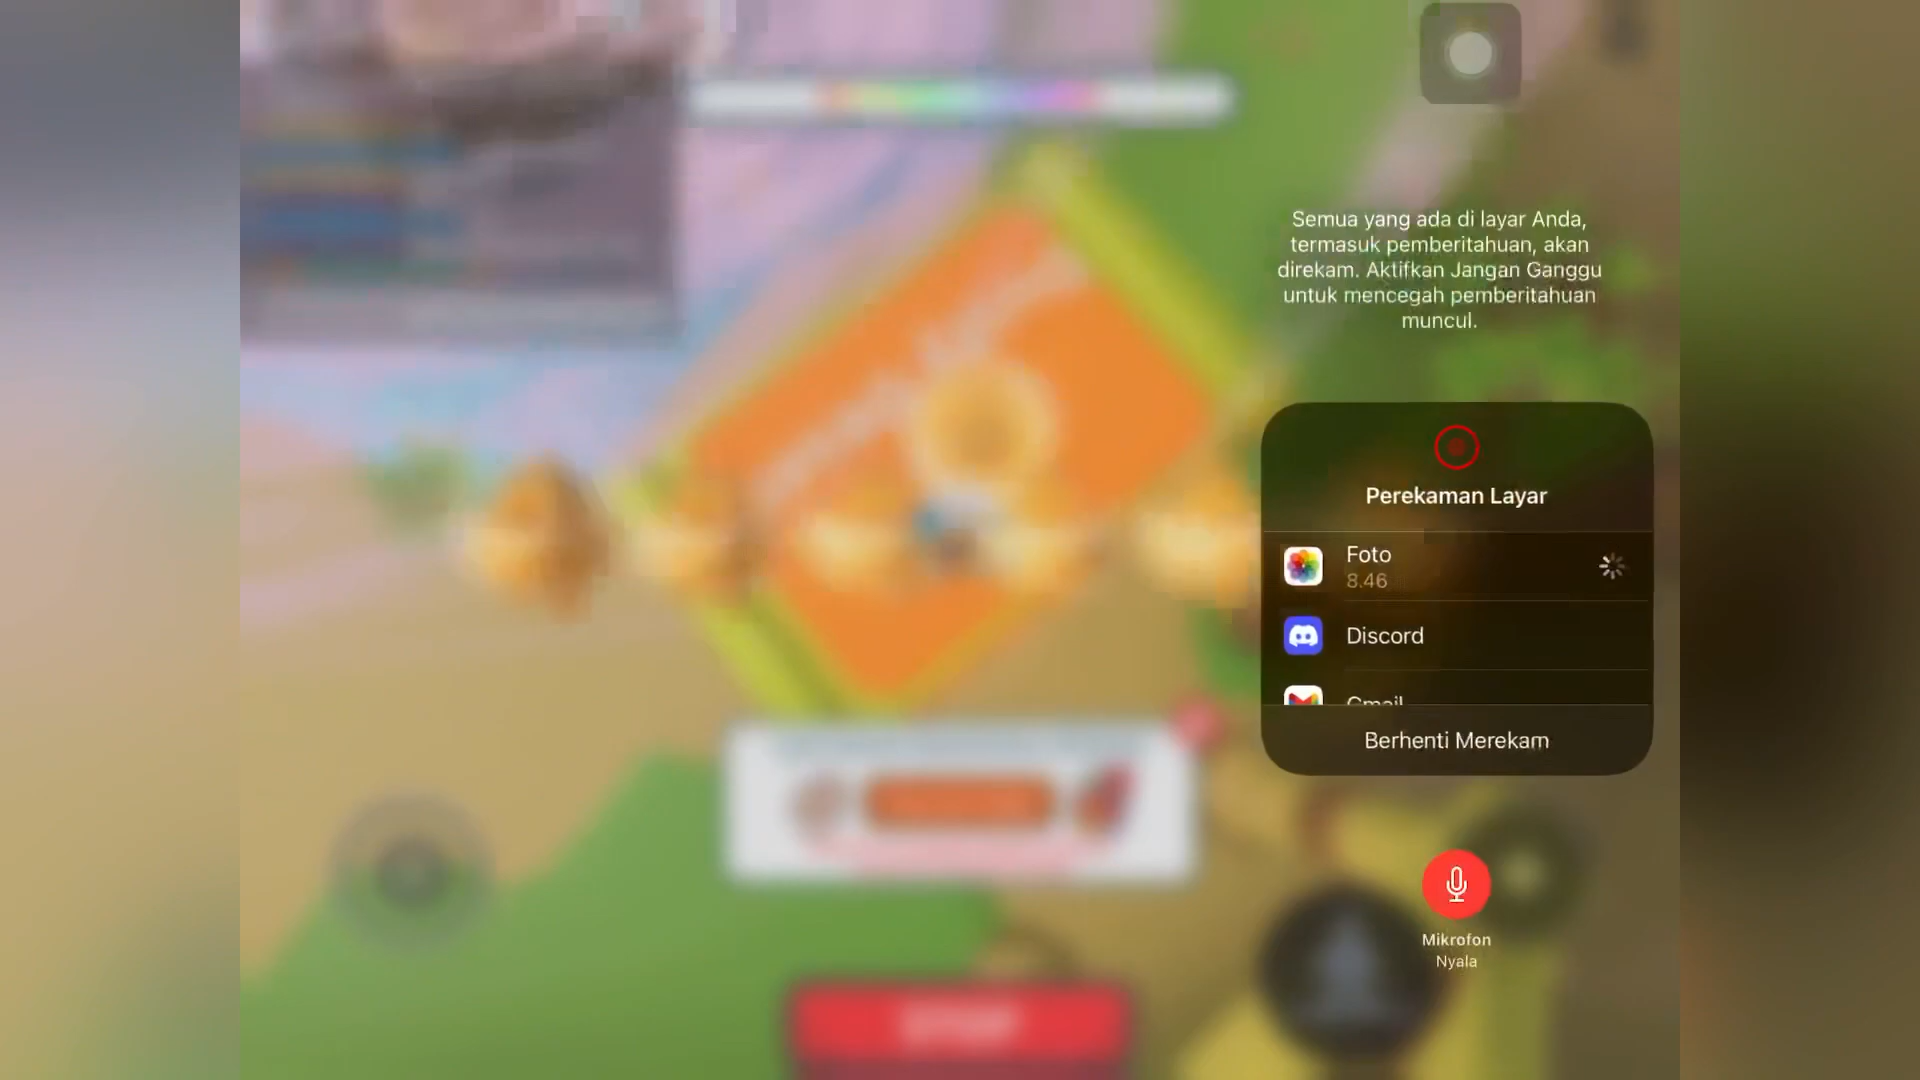 Semua yang ada di layar Anda,
termasuk pemberitahuan, akan
direkam. Aktifkan Jangan Ganggu
untuk mencegah pemberitahuan
muncul.
Perekaman Layar
Foto
8.46
Discord
Gmail
Berhenti Merekam
Mikrofon
Nyala